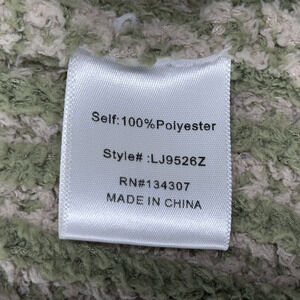 Self:100%Polyester
Style#:LJ9526Z
RN#134307
MADE IN CHINA